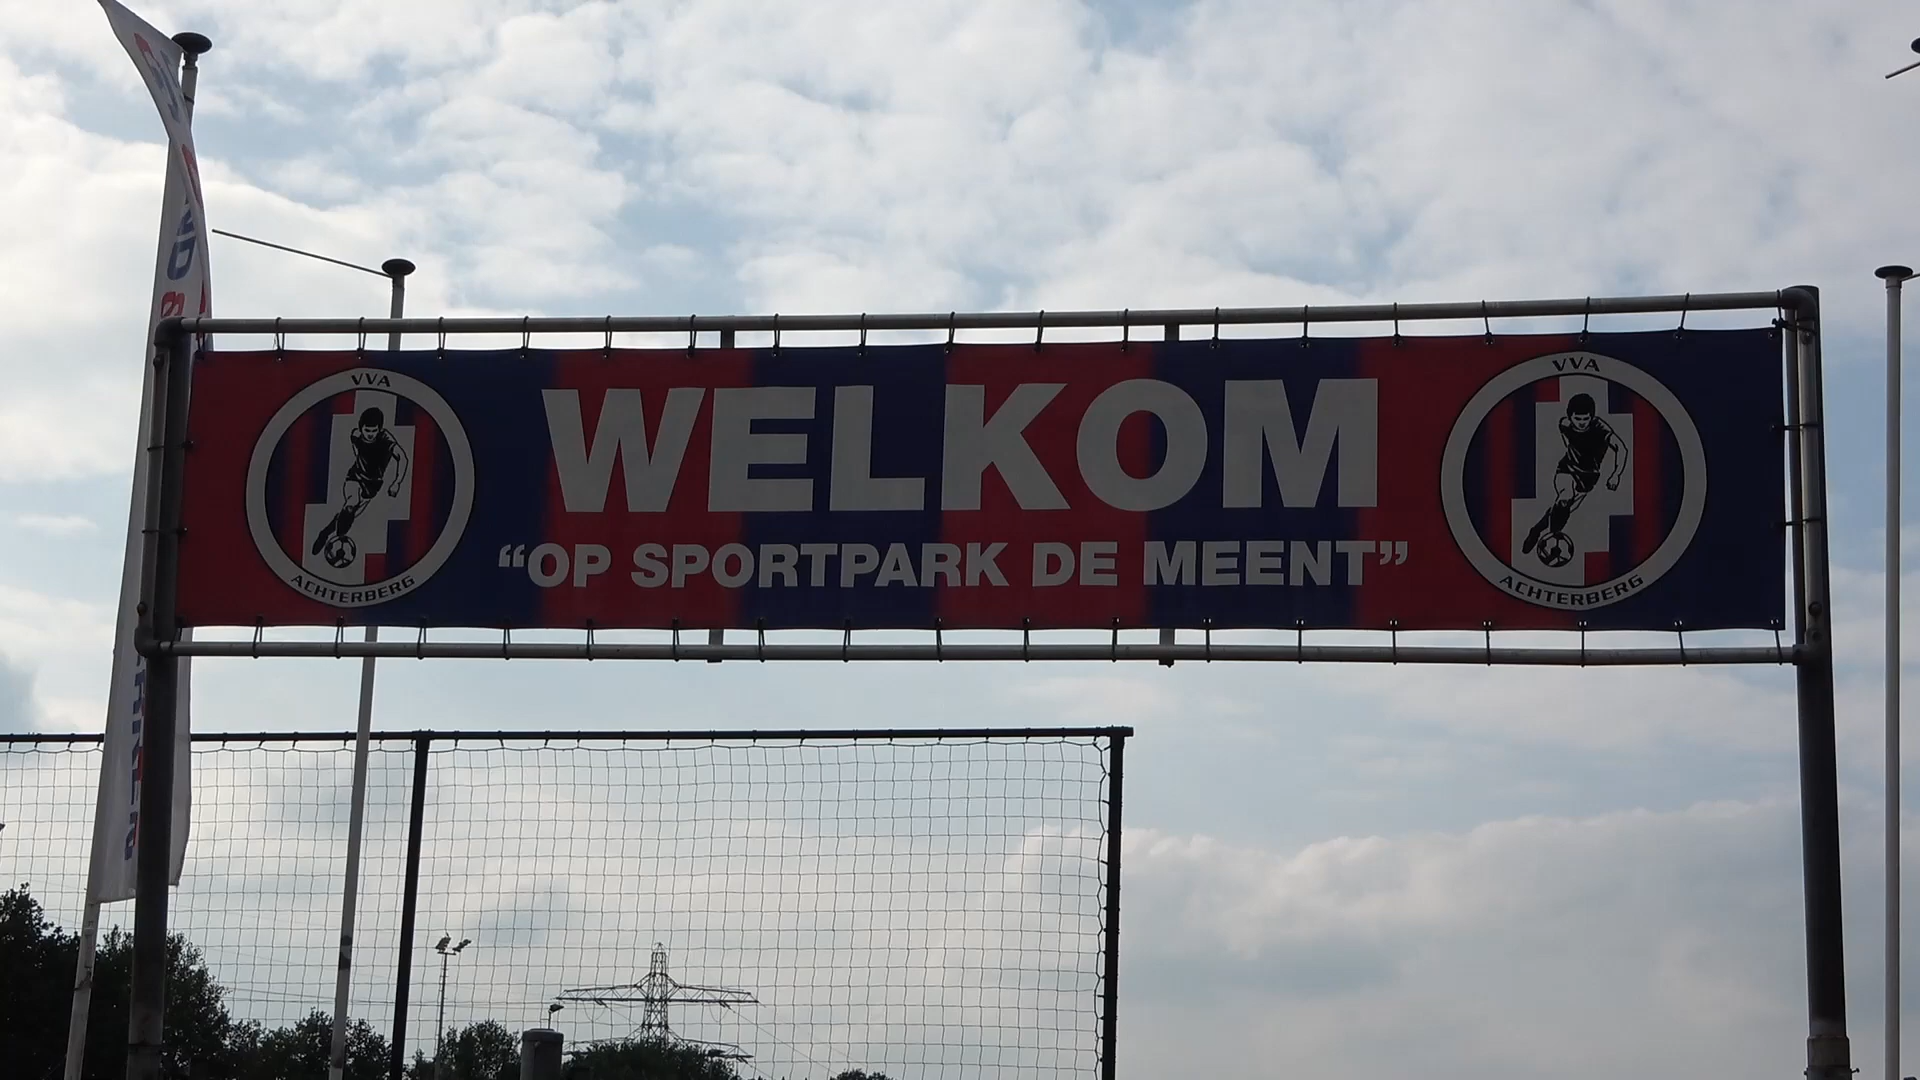 VVA
ACHTERBERG
WELKOM
“OP SPORTPARK DE MEENT”
VVA
ACHTERBERG